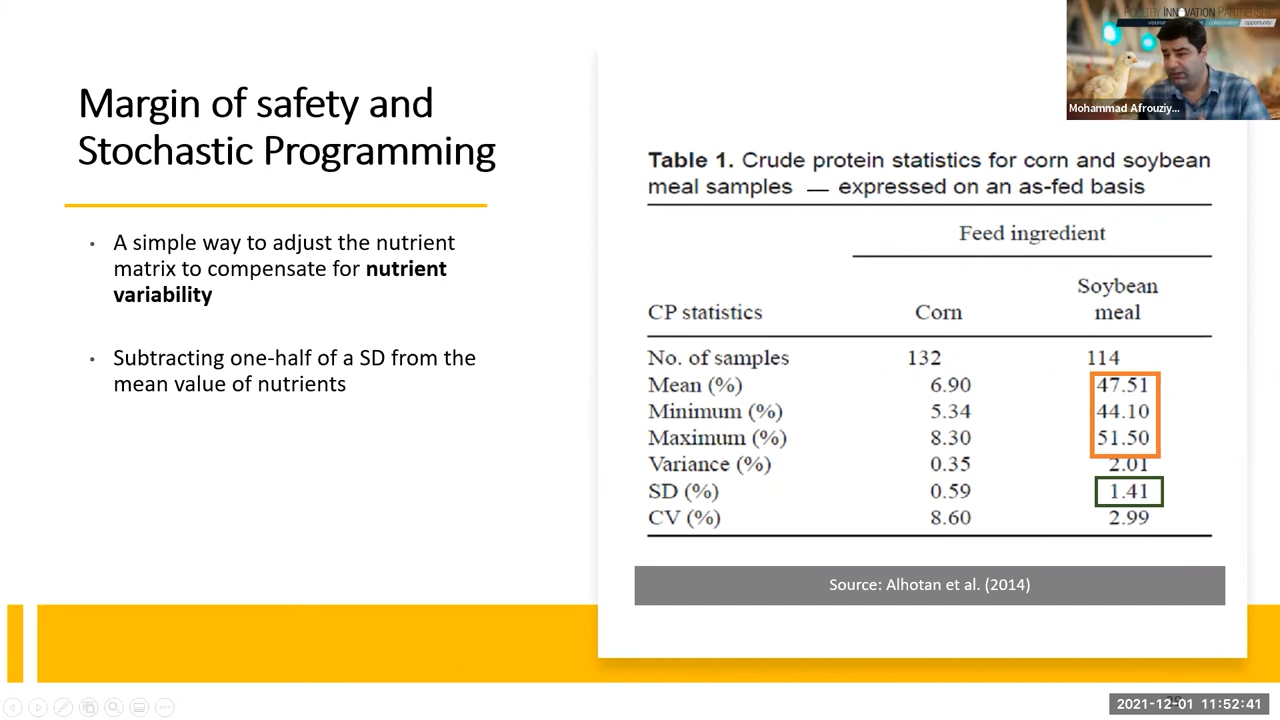 Margin of safety and
Stochastic Programming
• A simple way to adjust the nutrient
matrix to compensate for nutrient
variability
• Subtracting one-half of a SD from the
mean value of nutrients
INNOVATION
visionary
collaboration
opportunity
Mohammad Afrouziy...
Table 1. Crude protein statistics for corn and soybean
meal samples — expressed on an as-fed basis
Feed ingredient
CP statistics Corn Soybean meal
No. of samples 132 114
Mean (%) 6.90 47.51
Minimum (%) 5.34 44.10
Maximum (%) 8.30 51.50
Variance (%) 0.35 2.01
SD (%) 0.59 1.41
CV (%) 8.60 2.99
Source: Alhotan et al. (2014)
2021-12-01 11:52:41